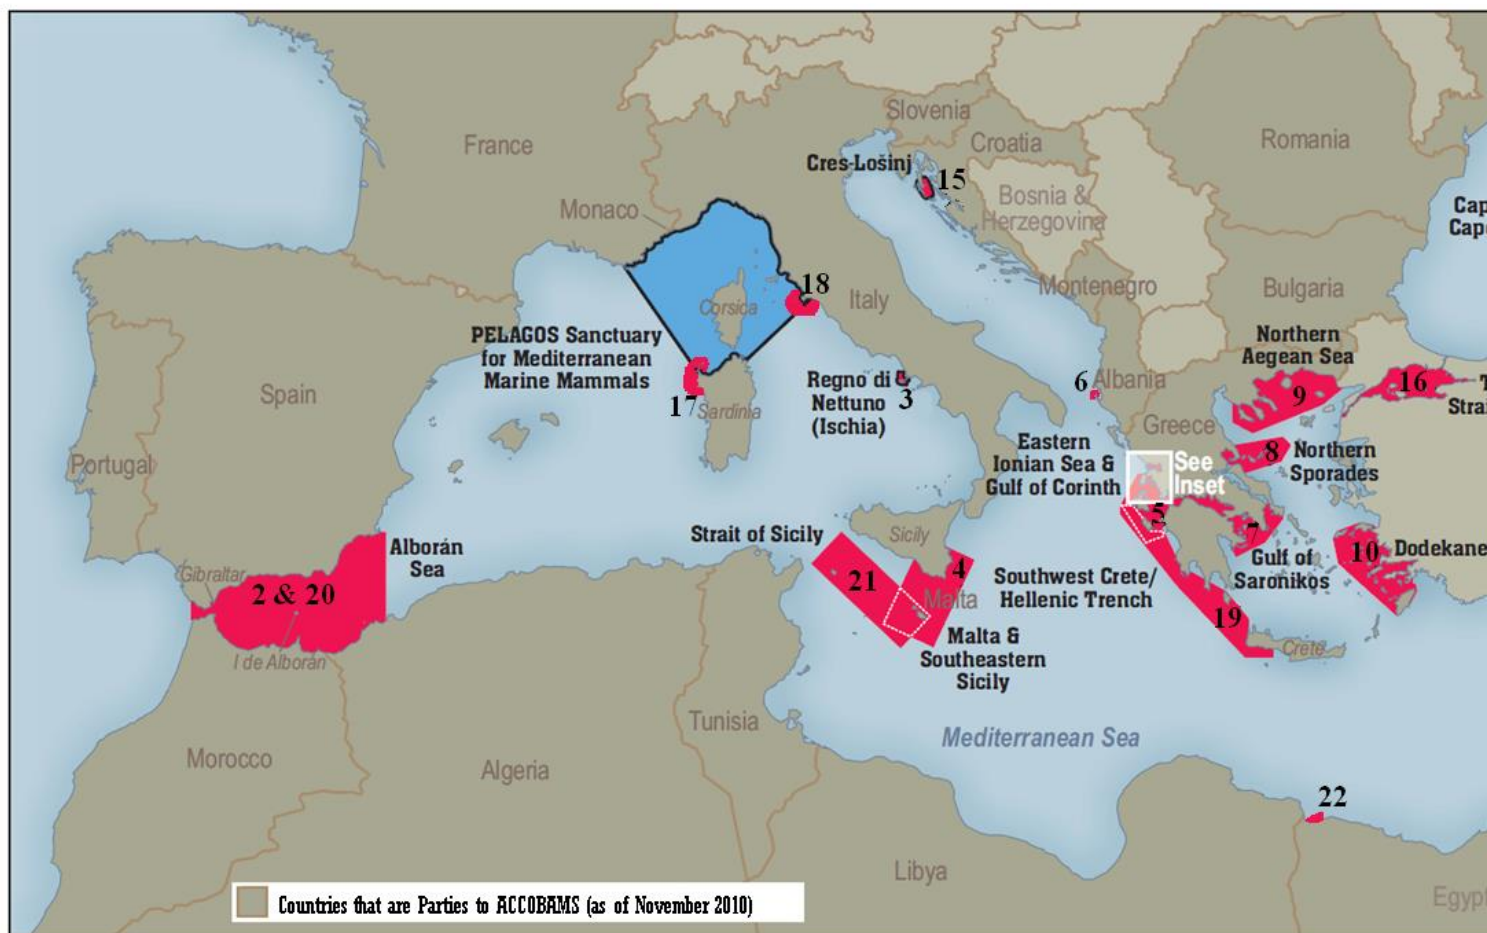 Slovenia
Romania
France
Croatia
Cres-Lošinj
15
Bosnia &
Herzegovina
Cap
Cape
Monaco
18
Italy
Montenegro
Bulgaria
Corsica
PELAGOS Sanctuary
for Mediterranean
Marine Mammals
Northern
Aegean Sea
Regno di
Nettuno
(Ischia)
3
6
Albania
9
16
T
Strai
Spain
17
Sardinia
Greece
Portugal
Eastern
Ionian Sea &
Gulf of Corinth
See
Inset
8
Northern
Sporades
Strait of Sicily
Sicily
5
7
Gulf of
Saronikos
10
Dodekane
Alborán
Sea
Gibraltar
2 & 20
I de Alborán
21
4
Malta
Southwest Crete/
Hellenic Trench
19
Crete
Malta &
Southeastern
Sicily
Tunisia
Mediterranean Sea
Morocco
Algeria
22
Libya
Egypt
Countries that are Parties to ACCOBAMS (as of November 2010)